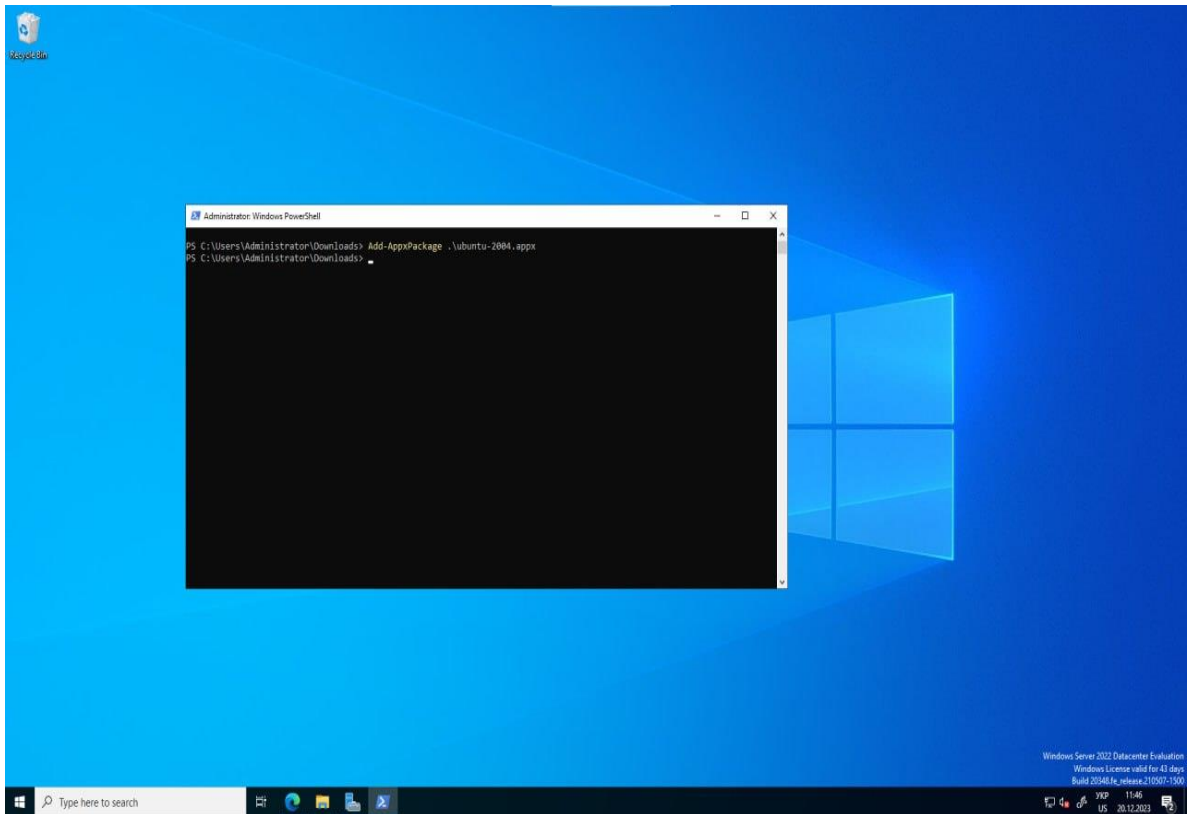 Recycle Bin
Administrator: Windows PowerShell
PS C:\Users\Administrator\Downloads> Add-AppxPackage .\ubuntu-2004.appx
PS C:\Users\Administrator\Downloads>
Windows Server 2022 Datacenter Evaluation
Windows License valid for 43 days
Build 20348.fe_release.210507-1500
Type here to search
УКР
US
11:46
20.12.2023
2